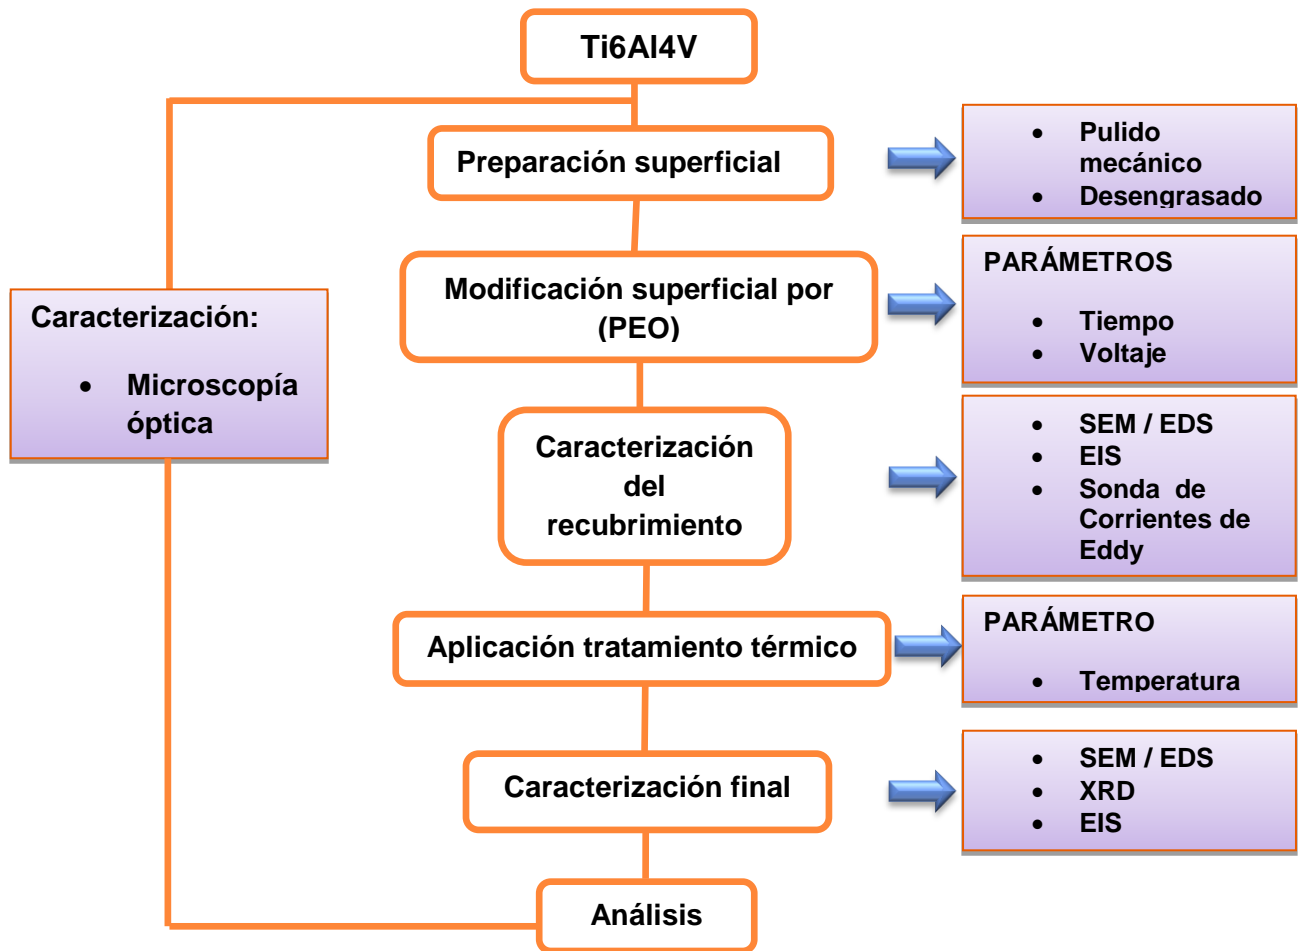 Ti6Al4V
Preparación superficial
• Pulido
mecánico
• Desengrasado
Modificación superficial por
(PEO)
PARÁMETROS
• Tiempo
• Voltaje
Caracterización:
• Microscopía
óptica
Caracterización
del
recubrimiento
• SEM / EDS
• EIS
• Sonda de
Corrientes de
Eddy
Aplicación tratamiento térmico
PARÁMETRO
• Temperatura
Caracterización final
• SEM / EDS
• XRD
• EIS
Análisis